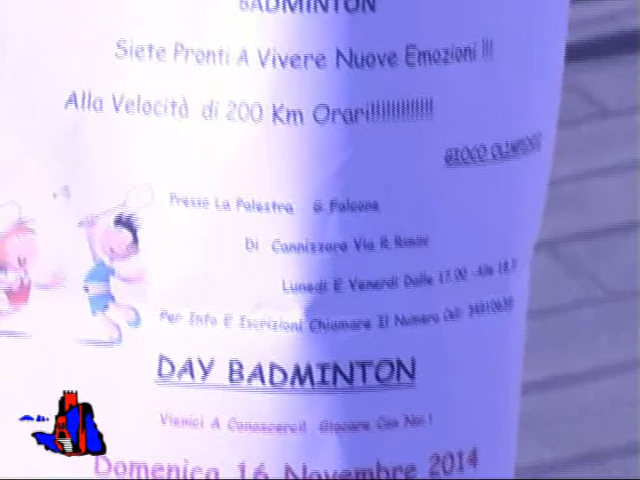 BADMINTON
Siete Pronti A Vivere Nuove Emozioni !!!
Alla Velocità di 200 Km Orari!!!!!!!!!!!!!
GIOCO OLIMPICO
Presso La Palestra G. Falcone
Di Cannizzaro Via R. Rimini
Lunedì E Venerdì Dalle 17.00 - Alle
Per Info E Iscrizioni Chiamare Il Numero
DAY BADMINTON
Vienici A Conoscerci! Giocare Con Noi !
Domenica 16 Novembre 2014